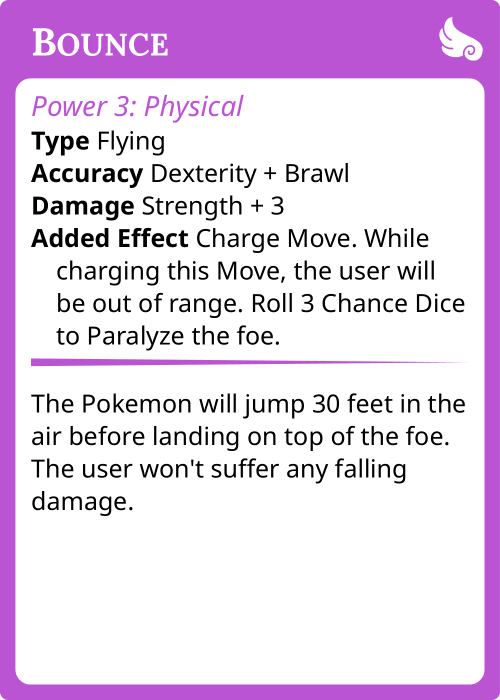 BOUNCE
Power 3: Physical
Type Flying
Accuracy Dexterity + Brawl
Damage Strength + 3
Added Effect Charge Move. While
charging this Move, the user will
be out of range. Roll 3 Chance Dice
to Paralyze the foe.
The Pokemon will jump 30 feet in the
air before landing on top of the foe.
The user won't suffer any falling
damage.